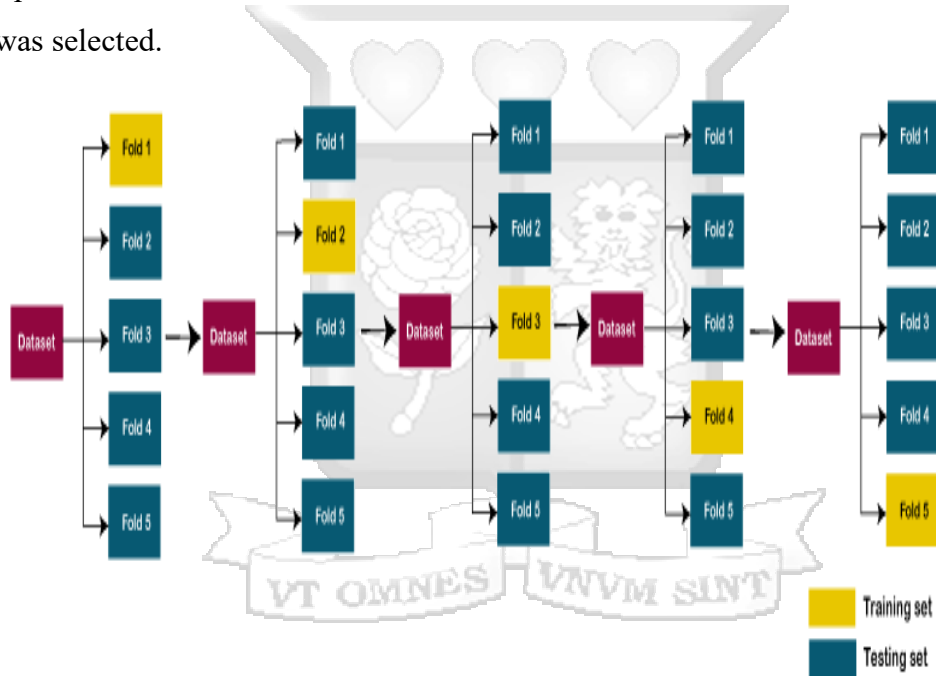 was selected.
Dataset
Fold 1
Fold 2
Fold 3
Fold 4
Fold 5
Dataset
Fold 1
Fold 2
Fold 3
Fold 4
Fold 5
Dataset
Fold 1
Fold 2
Fold 3
Fold 4
Fold 5
Dataset
Fold 1
Fold 2
Fold 3
Fold 4
Fold 5
Dataset
Fold 1
Fold 2
Fold 3
Fold 4
Fold 5
VT OMNES VNVM SINT
Training set
Testing set